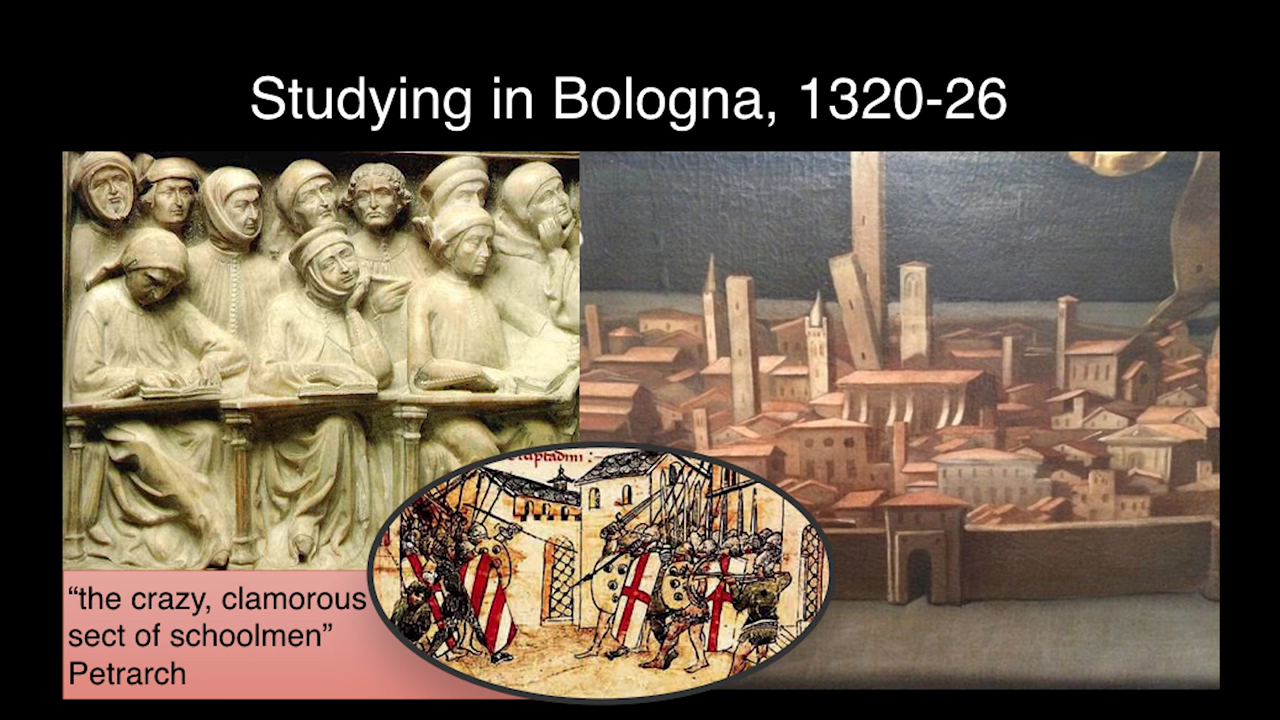 Studying in Bologna, 1320-26
“the crazy, clamorous
sect of schoolmen”
Petrarch